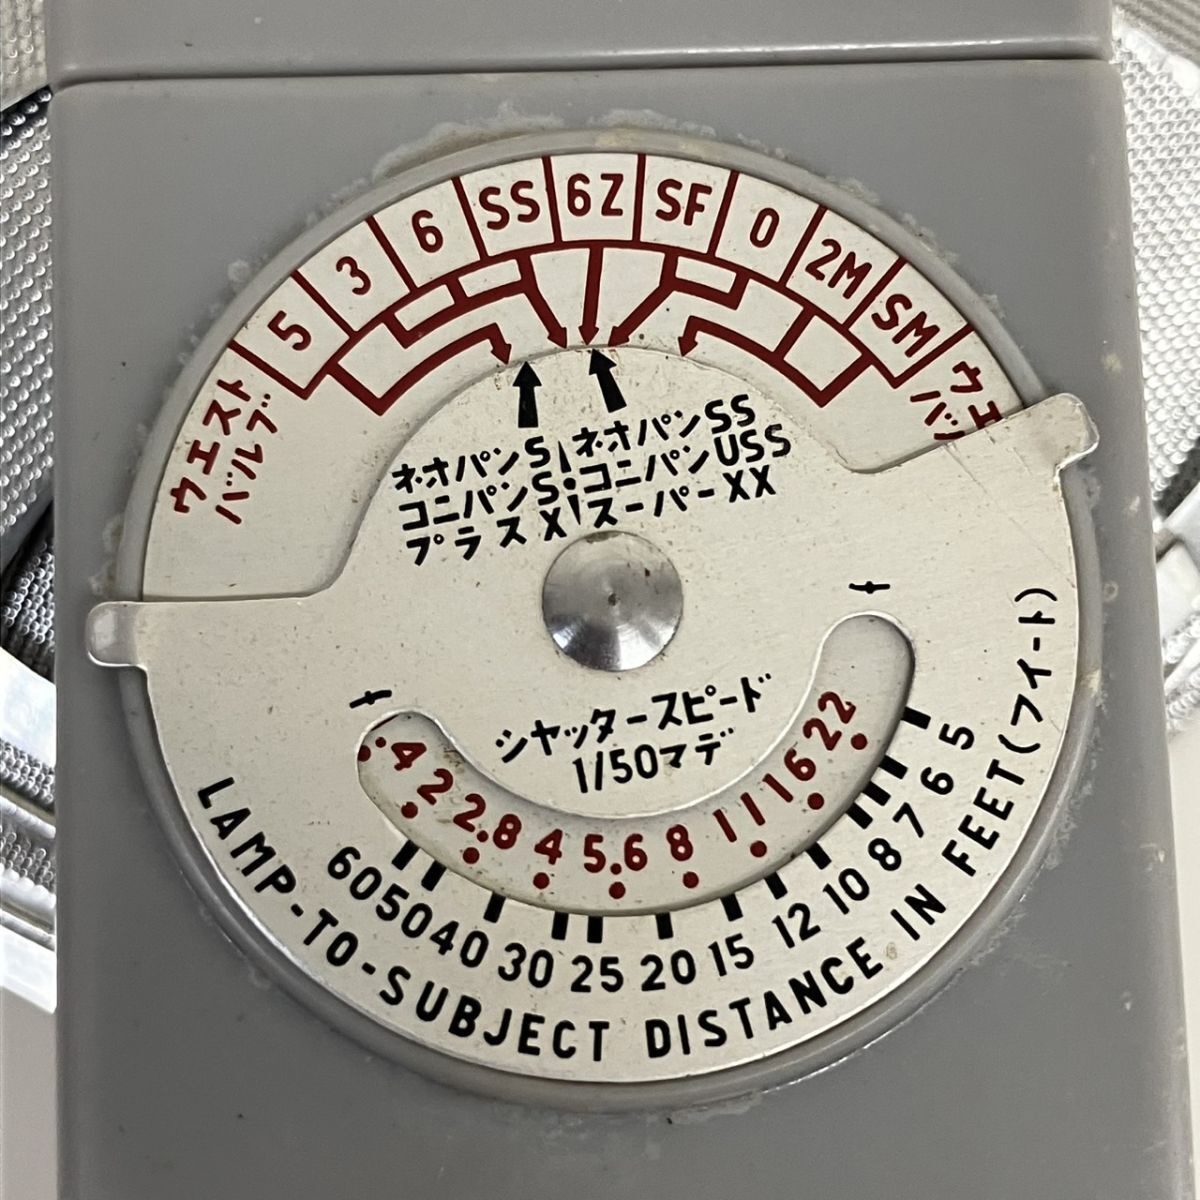 ウエスト
バルブ
5 3 6 SS 6Z SF 0 2M SM
ウエ
バッ
ネオパンS ネオパンSS
コニパンS・コニパンUSS
プラスX スーパーXX
f f
シヤッタースピード
1/50マデ
・4 2 2.8 4 5.6 8 11 16 22
60 50 40 30 25 20 15 12 10 8 7 6 5
LAMP-TO-SUBJECT DISTANCE IN FEET(フイート)